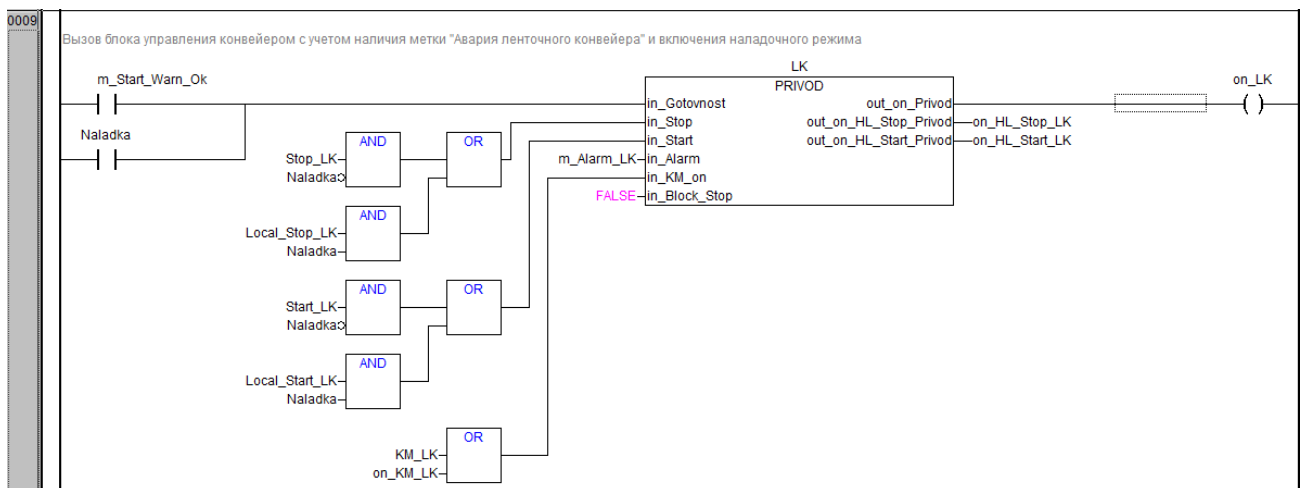 0009
Вызов блока управления конвейером с учетом наличия метки "Авария ленточного конвейера" и включения наладочного режима
m_Start_Warn_Ok
LK
PRIVOD
on_LK
in_Gotovnost out_on_Privod
Naladka
in_Stop out_on_HL_Stop_Privod on_HL_Stop_LK
AND OR
in_Start out_on_HL_Start_Privod on_HL_Start_LK
Stop_LK
m_Alarm_LK in_Alarm
Naladka
in_KM_on
FALSE in_Block_Stop
AND
Local_Stop_LK
Naladka
AND OR
Start_LK
Naladka
AND
Local_Start_LK
Naladka
OR
KM_LK
on_KM_LK